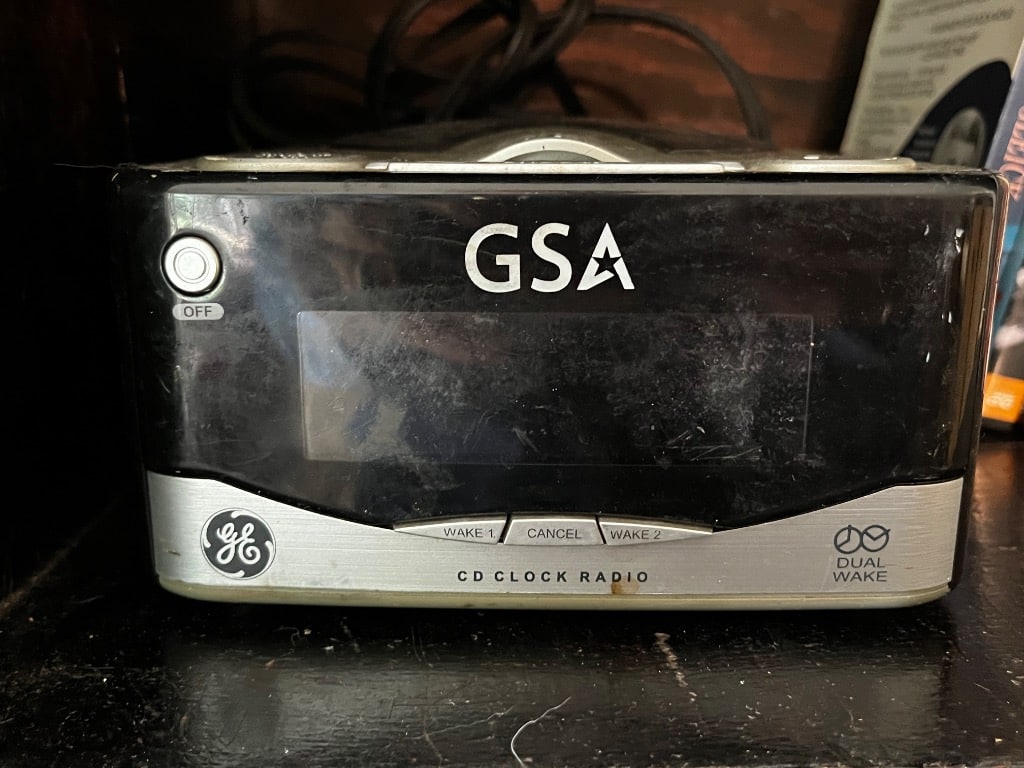 GSA
OFF
WAKE 1
CANCEL
WAKE 2
GE
CD CLOCK RADIO
DUAL
WAKE